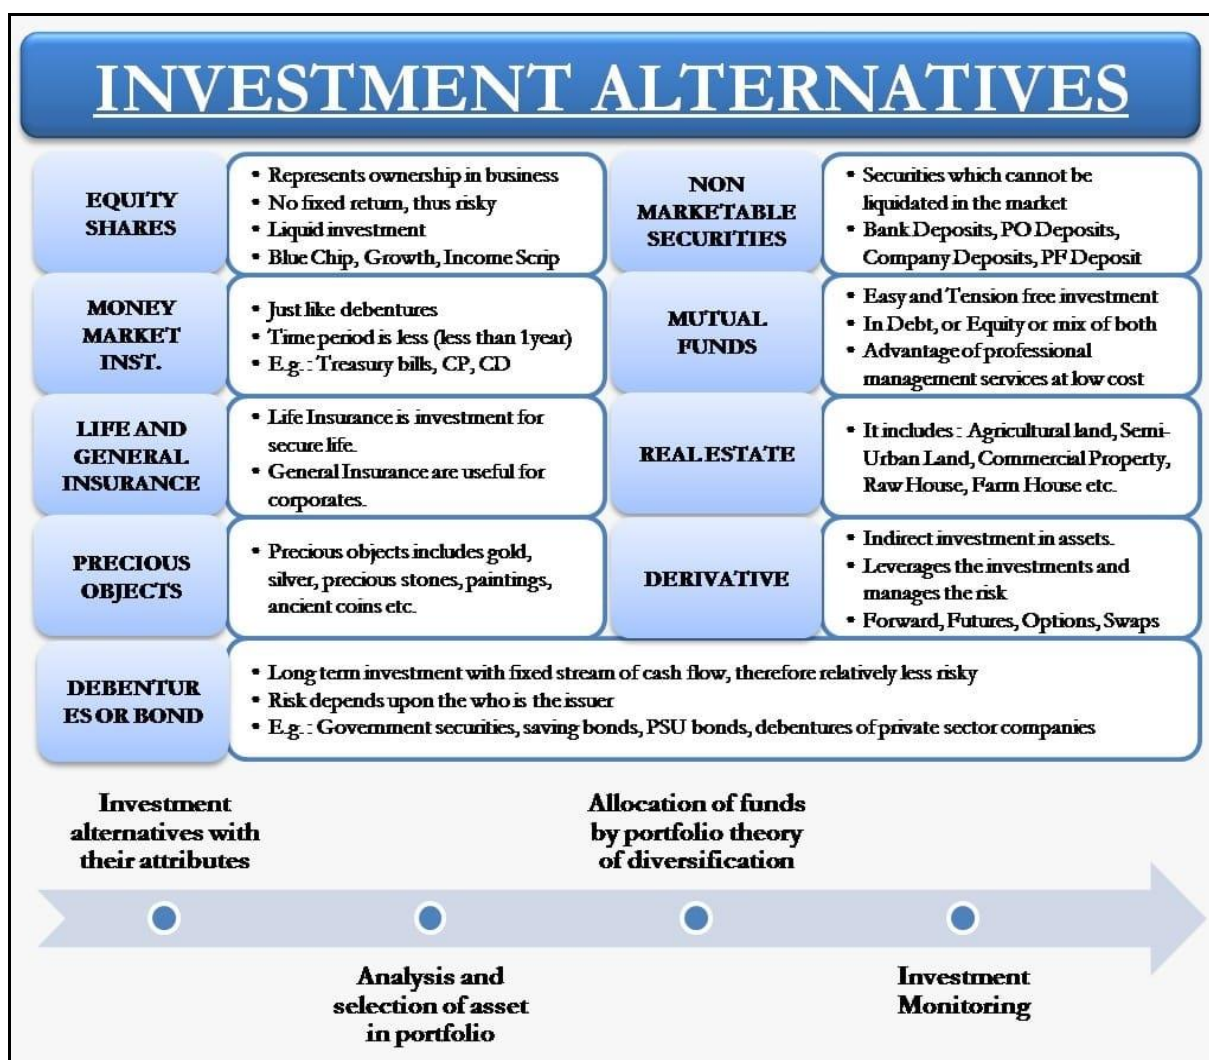 INVESTMENT ALTERNATIVES
EQUITY
SHARES
• Represents ownership in business
• No fixed return, thus risky
• Liquid investment
• Blue Chip, Growth, Income Scrip
NON
MARKETABLE
SECURITIES
• Securities which cannot be
liquidated in the market
• Bank Deposits, PO Deposits,
Company Deposits, PF Deposit
MONEY
MARKET
INST.
• Just like debentures
• Time period is less (less than 1year)
• E.g. : Treasury bills, CP, CD
MUTUAL
FUNDS
• Easy and Tension free investment
• In Debt, or Equity or mix of both
• Advantage of professional
management services at low cost
LIFE AND
GENERAL
INSURANCE
• Life Insurance is investment for
secure life.
• General Insurance are useful for
corporates.
REAL ESTATE
• It includes : Agricultural land, Semi-
Urban Land, Commercial Property,
Raw House, Farm House etc.
PRECIOUS
OBJECTS
• Precious objects includes gold,
silver, precious stones, paintings,
ancient coins etc.
DERIVATIVE
• Indirect investment in assets.
• Leverages the investments and
manages the risk
• Forward, Futures, Options, Swaps
DEBENTUR
ES OR BOND
• Long term investment with fixed stream of cash flow, therefore relatively less risky
• Risk depends upon the who is the issuer
• E.g. : Government securities, saving bonds, PSU bonds, debentures of private sector companies
Investment
alternatives with
their attributes
Analysis and
selection of asset
in portfolio
Allocation of funds
by portfolio theory
of diversification
Investment
Monitoring